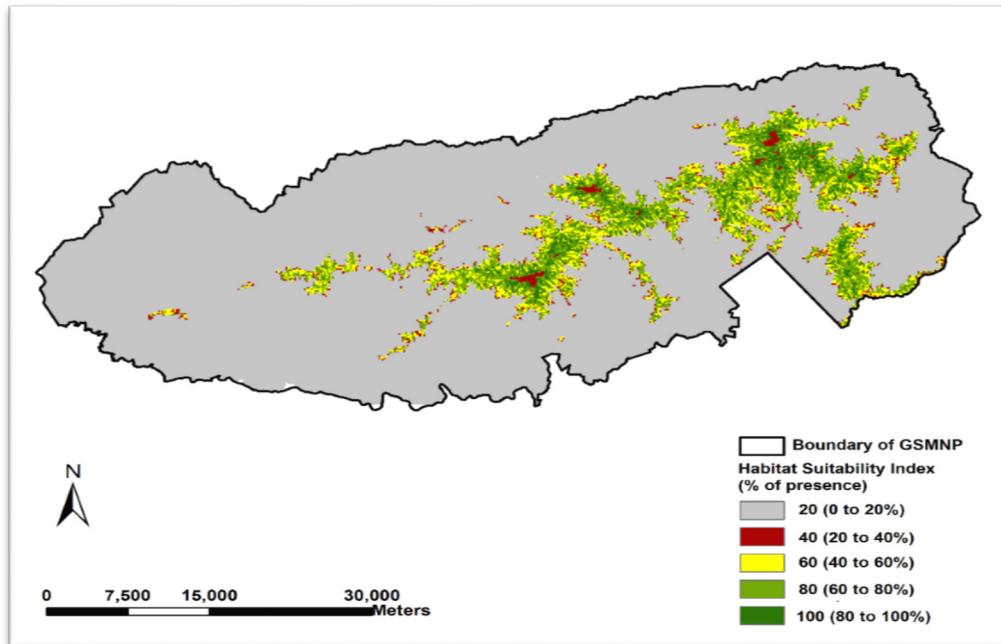 N
0 7,500 15,000 30,000
Meters
Boundary of GSMNP
Habitat Suitability Index
(% of presence)
20 (0 to 20%)
40 (20 to 40%)
60 (40 to 60%)
80 (60 to 80%)
100 (80 to 100%)